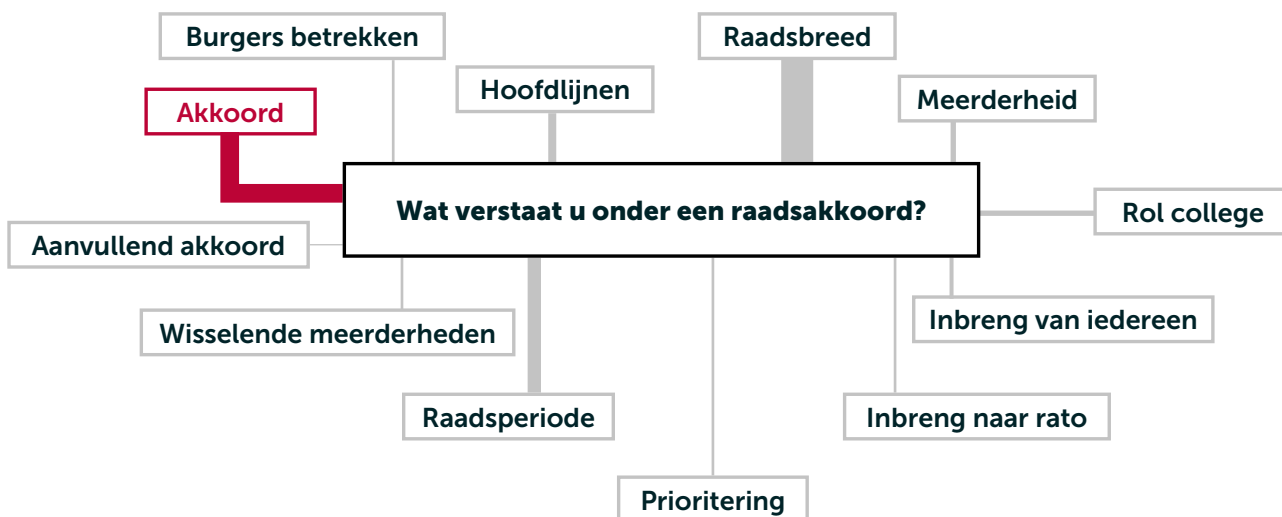 Burgers betrekken
Raadsbreed
Hoofdlijnen
Meerderheid
Akkoord
Wat verstaat u onder een raadsakkoord?
Rol college
Aanvullend akkoord
Wisselende meerderheden
Inbreng van iedereen
Raadsperiode
Inbreng naar rato
Prioritering